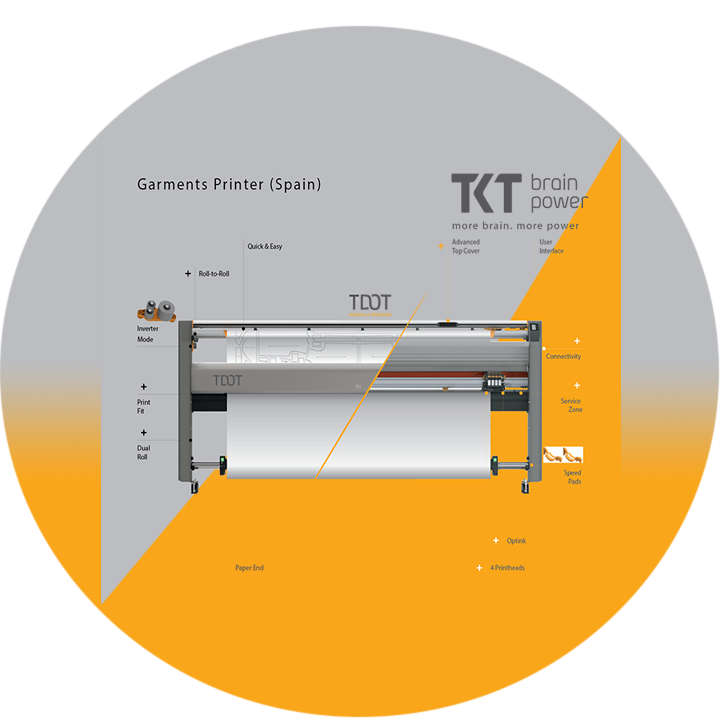 Garments Printer (Spain)
TKT brain
power
more brain. more power
Quick & Easy
Advanced
Top Cover
User
Interface
Roll-to-Roll
TDOT
Inverter
Mode
Connectivity
TDOT
Print
Fit
Service
Zone
Dual
Roll
Speed
Pads
Optink
Paper End
4 Printheads